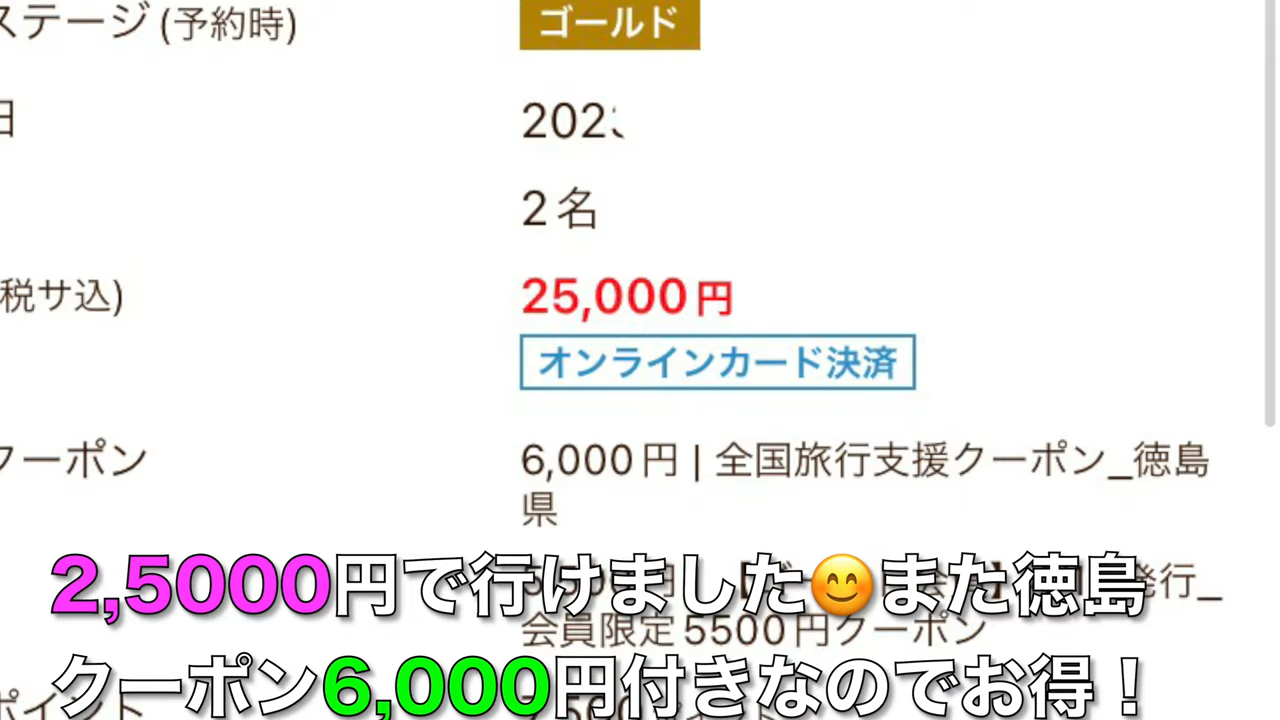 ステージ (予約時) ゴールド
日 202
2名
税サ込) 25,000円
オンラインカード決済
クーポン 6,000円 | 全国旅行支援クーポン_徳島
県
2,5000円で行けました😊また徳島
発行_
会員限定5500円クーポン
クーポン6,000円付きなのでお得！